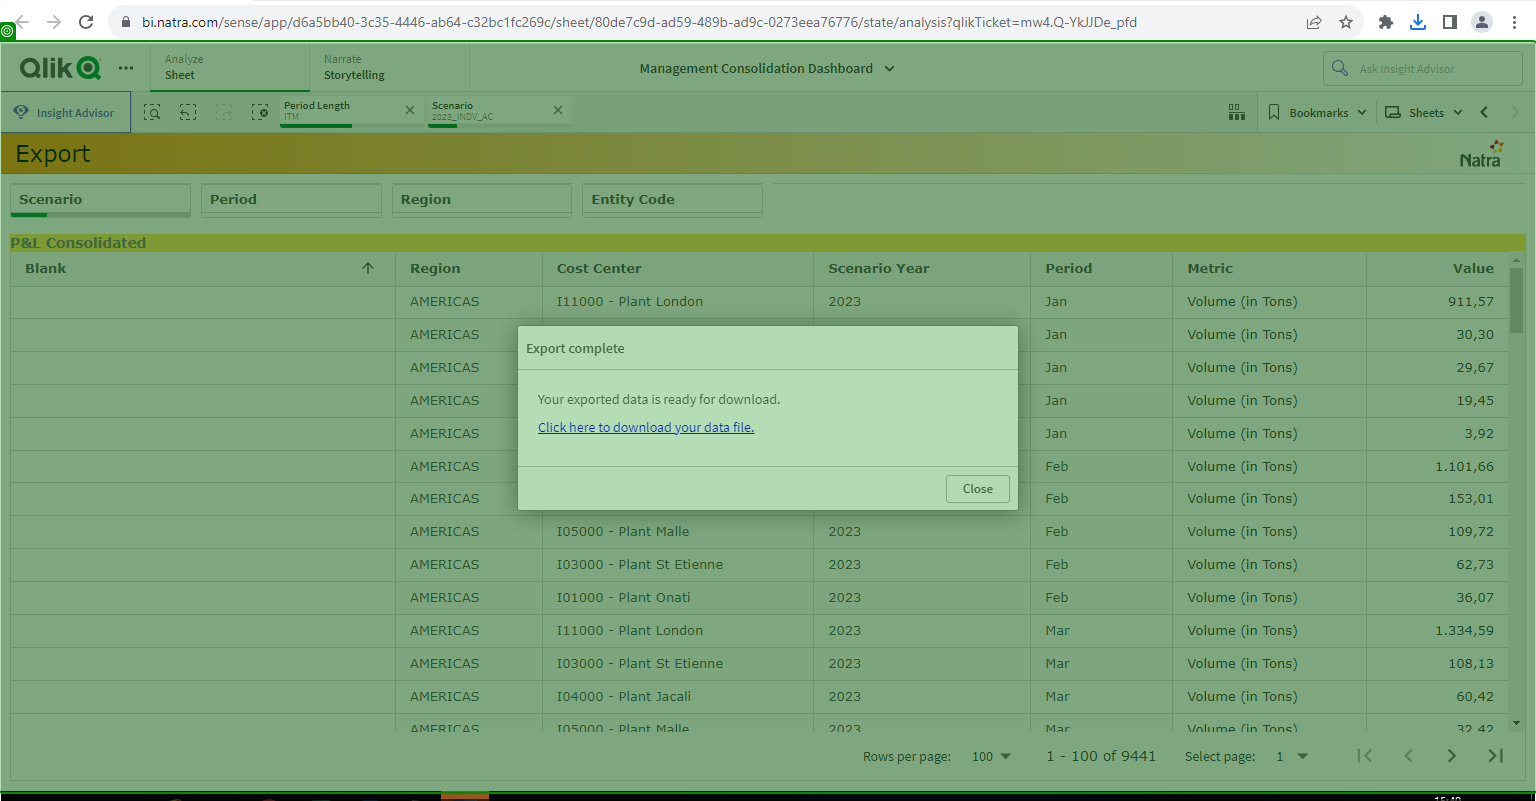 bi.natra.com/sense/app/d6a5bb40-3c35-4446-ab64-c32bc1fc269c/sheet/80de7c9d-ad59-489b-ad9c-0273eea76776/state/analysis?qlikTicket=mw4.Q-YkJJDe_pfd
Qlik
Analyze
Sheet
Narrate
Storytelling
Management Consolidation Dashboard
Ask Insight Advisor
Insight Advisor
Period Length
ITM
Scenario
2023_INDV_AC
Bookmarks
Sheets
Export
Natra
Scenario
Period
Region
Entity Code
P&L Consolidated
Blank Region Cost Center Scenario Year Period Metric Value
AMERICAS I11000 - Plant London 2023 Jan Volume (in Tons) 911,57
AMERICAS Jan Volume (in Tons) 30,30
AMERICAS Jan Volume (in Tons) 29,67
AMERICAS Jan Volume (in Tons) 19,45
AMERICAS Jan Volume (in Tons) 3,92
AMERICAS Feb Volume (in Tons) 1.101,66
AMERICAS Feb Volume (in Tons) 153,01
AMERICAS I05000 - Plant Malle 2023 Feb Volume (in Tons) 109,72
AMERICAS I03000 - Plant St Etienne 2023 Feb Volume (in Tons) 62,73
AMERICAS I01000 - Plant Onati 2023 Feb Volume (in Tons) 36,07
AMERICAS I11000 - Plant London 2023 Mar Volume (in Tons) 1.334,59
AMERICAS I03000 - Plant St Etienne 2023 Mar Volume (in Tons) 108,13
AMERICAS I04000 - Plant Jacali 2023 Mar Volume (in Tons) 60,42
AMERICAS I05000 - Plant Malle 2023 Mar Volume (in Tons) 32,42
Export complete
Your exported data is ready for download.
Click here to download your data file.
Close
Rows per page: 100 1 - 100 of 9441 Select page: 1